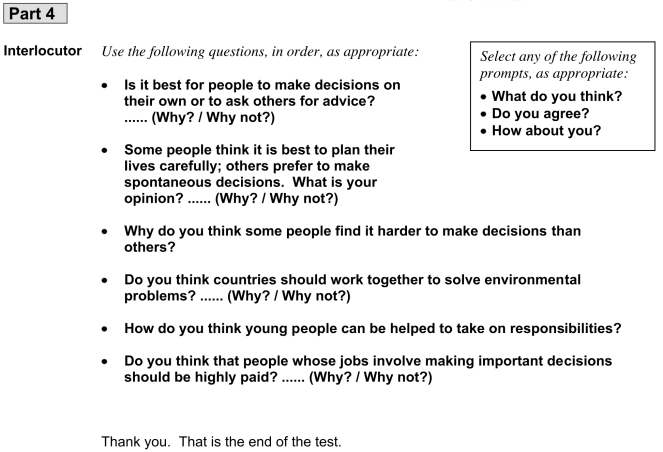 Part 4
Interlocutor Use the following questions, in order, as appropriate:
• Is it best for people to make decisions on
their own or to ask others for advice?
...... (Why? / Why not?)
• Some people think it is best to plan their
lives carefully; others prefer to make
spontaneous decisions. What is your
opinion? ...... (Why? / Why not?)
Select any of the following
prompts, as appropriate:
• What do you think?
• Do you agree?
• How about you?
• Why do you think some people find it harder to make decisions than
others?
• Do you think countries should work together to solve environmental
problems? ...... (Why? / Why not?)
• How do you think young people can be helped to take on responsibilities?
• Do you think that people whose jobs involve making important decisions
should be highly paid? ...... (Why? / Why not?)
Thank you. That is the end of the test.